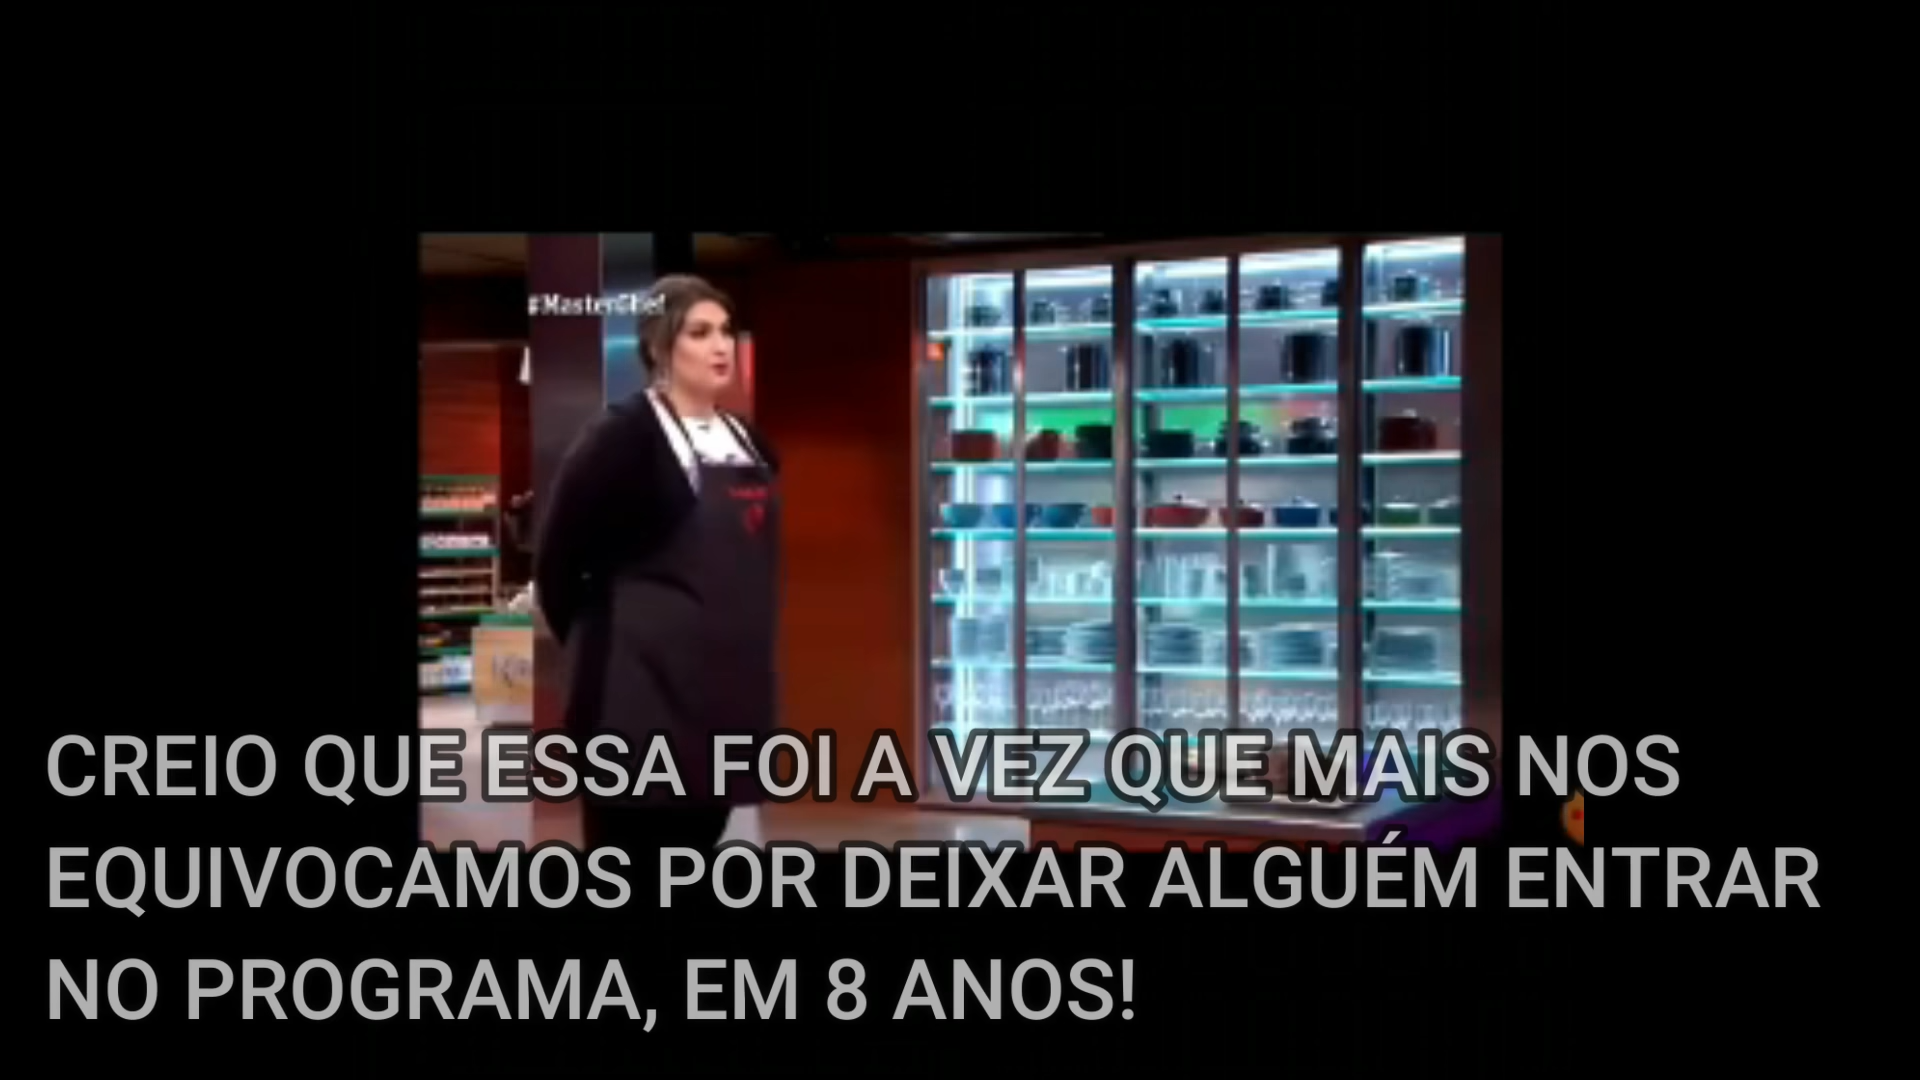 #MasterChef
CREIO QUE ESSA FOI A VEZ QUE MAIS NOS
EQUIVOCAMOS POR DEIXAR ALGUÉM ENTRAR
NO PROGRAMA, EM 8 ANOS!